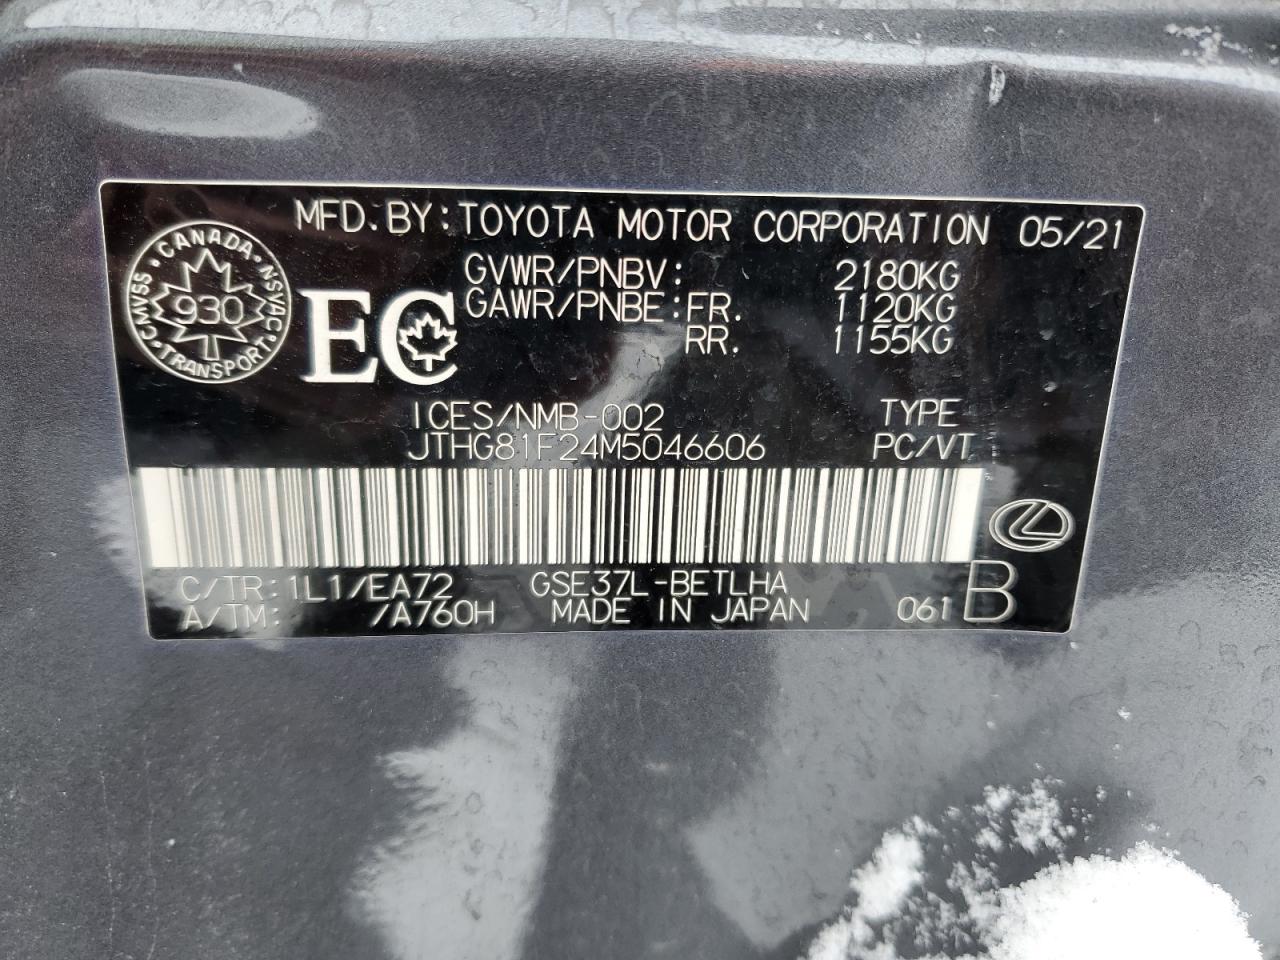 MFD. BY: TOYOTA MOTOR CORPORATION 05/21
CANADA · NSVAC · TRANSPORT · CMVSS ·
930
EC
GVWR/PNBV: 2180KG
GAWR/PNBE: FR. 1120KG
RR. 1155KG
ICES/NMB-002 TYPE
JTHG81F24M5046606 PC/VT
C/TR: 1L1/EA72 GSE37L-BETLHA
A/TM: /A760H MADE IN JAPAN 061 B